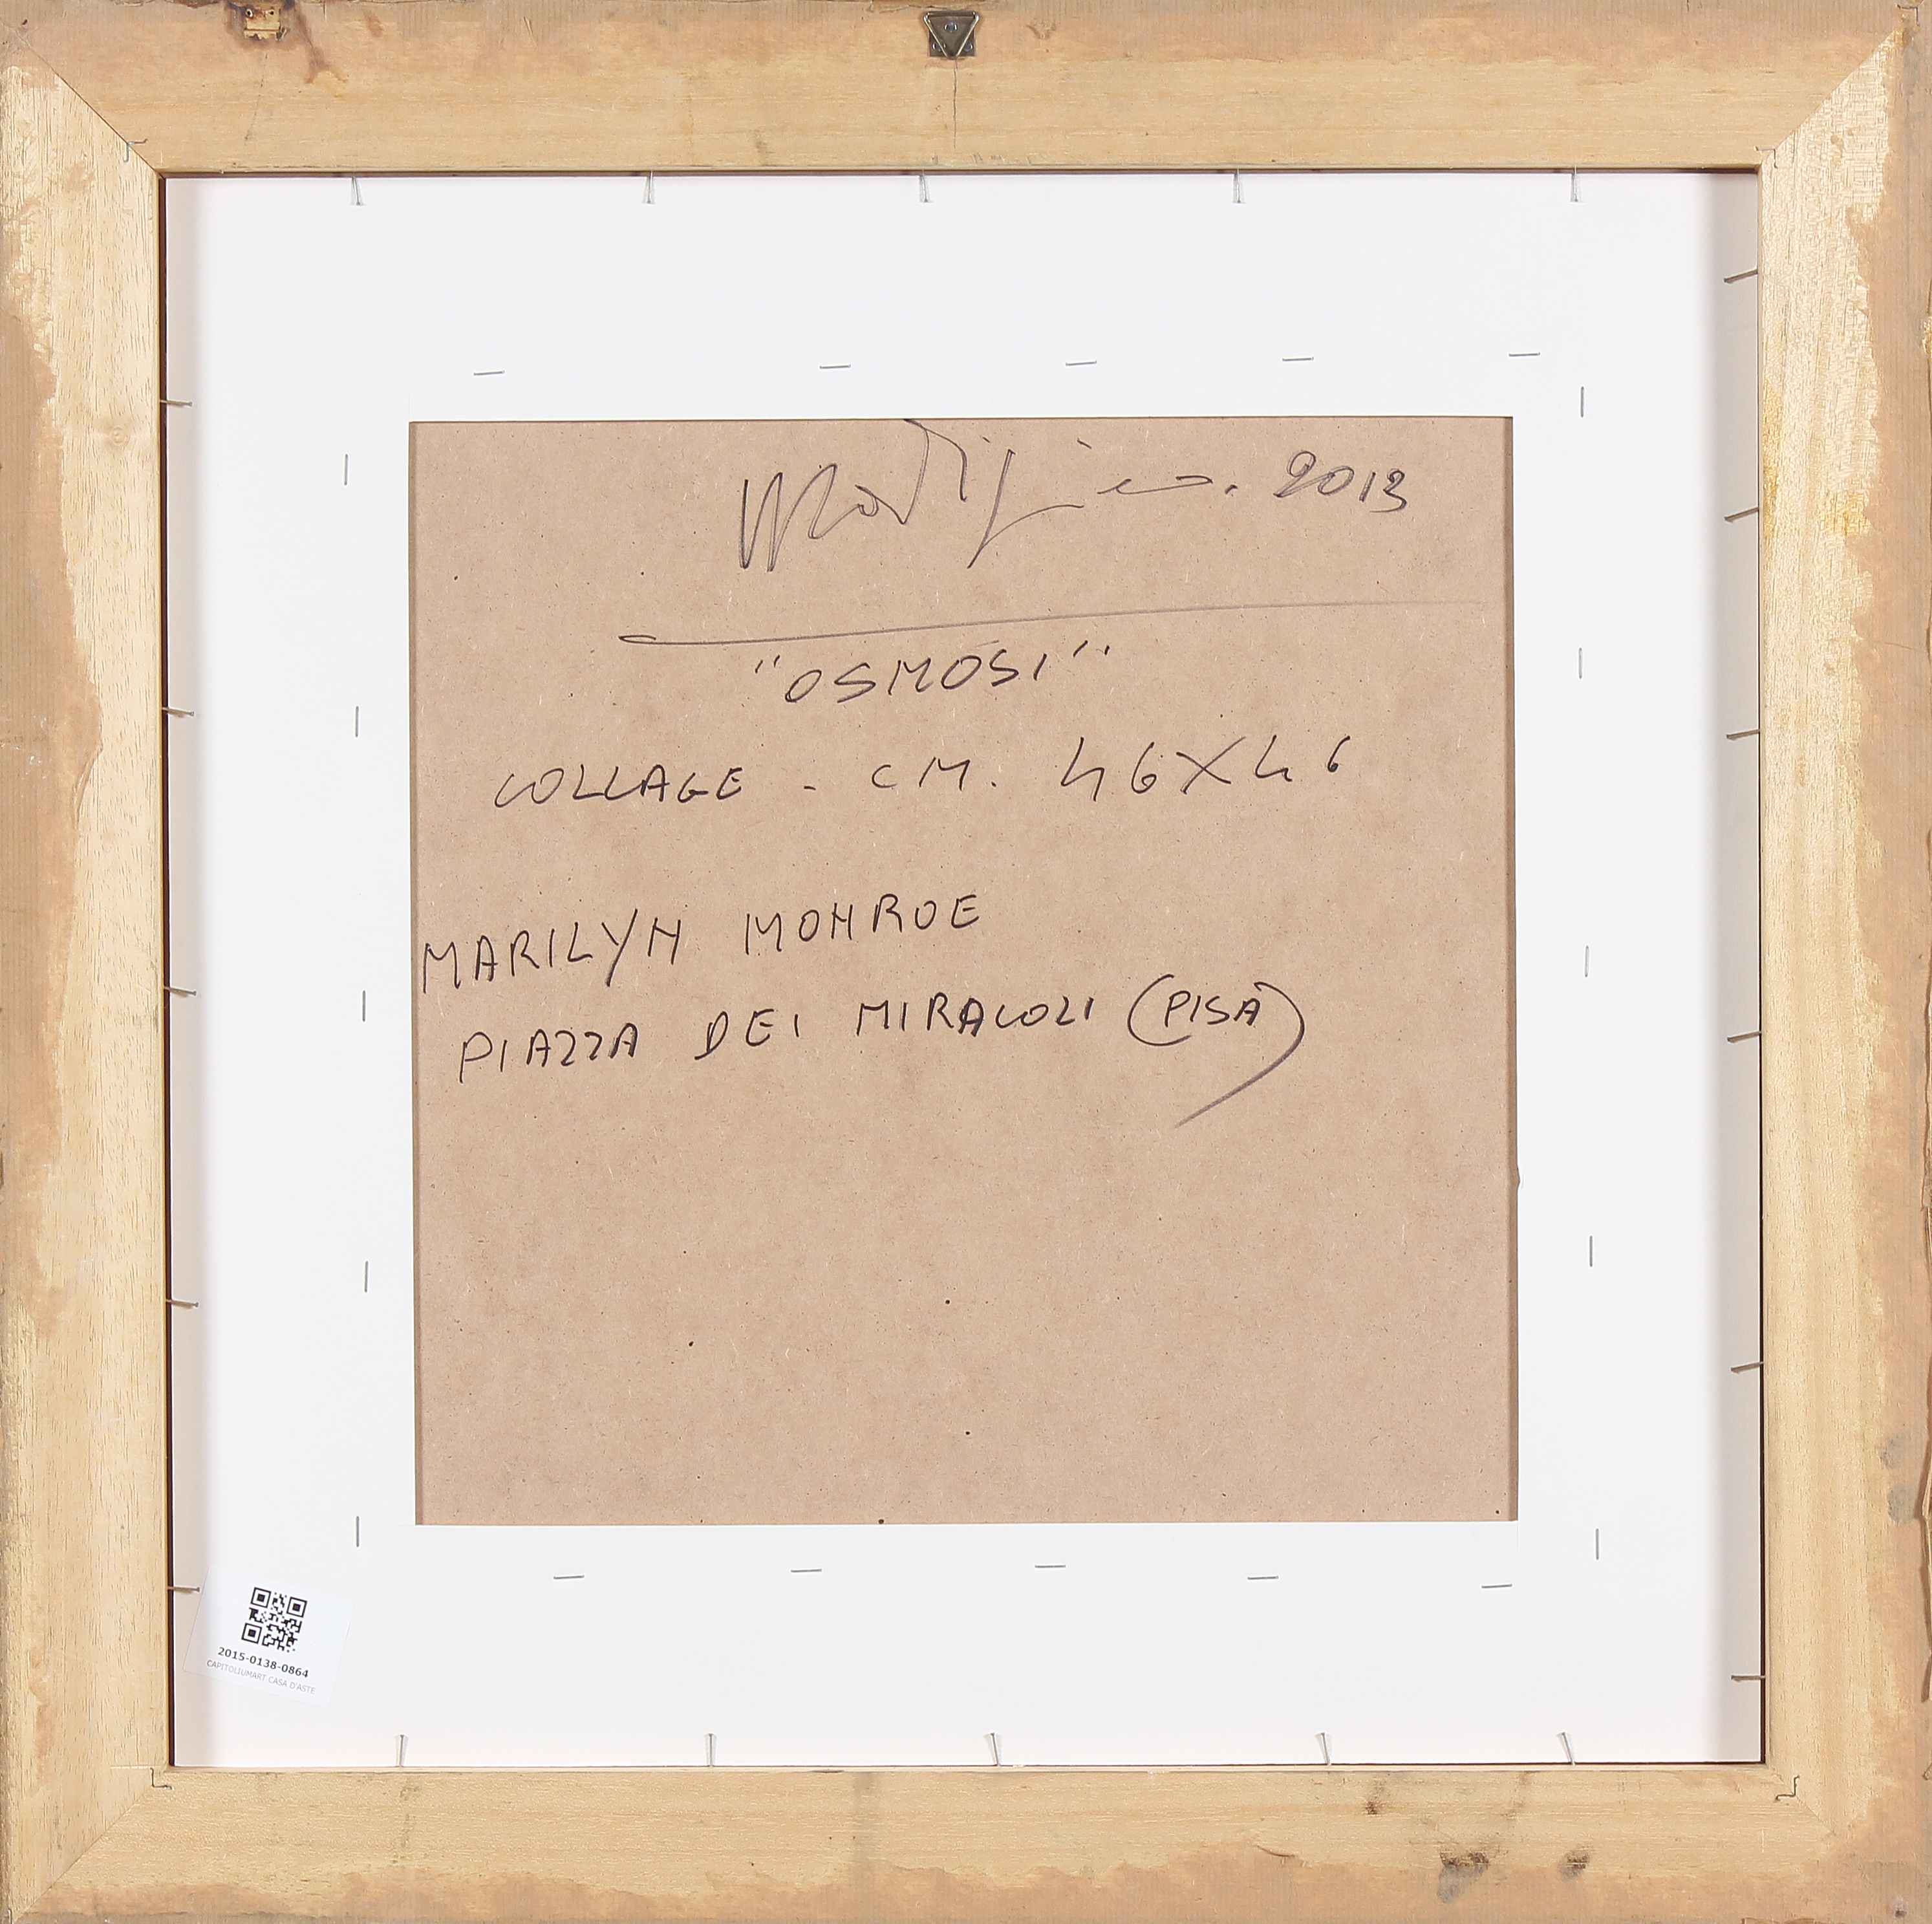 2013
"OSMOSI"
COLLAGE - CM. 46X46
MARILYN MONROE
PIAZZA DEI MIRACOLI (PISA)
2015-0138-0864
CAPITOLIUMART CASA D'ASTE